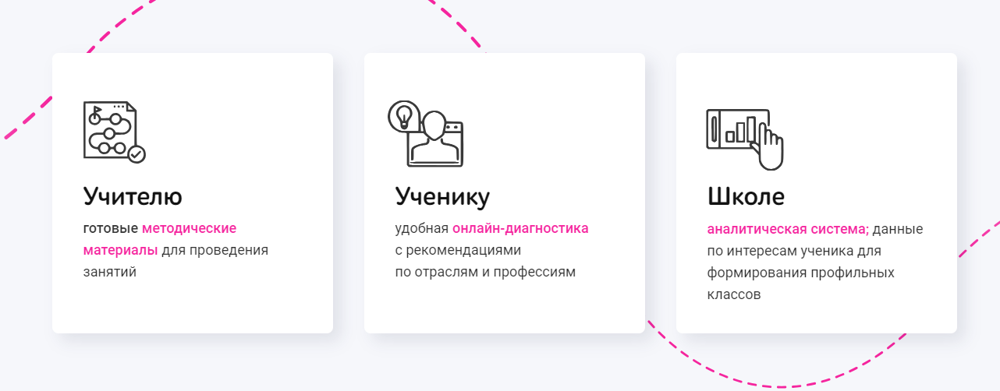 Учителю
готовые методические
материалы для проведения
занятий
Ученику
удобная онлайн-диагностика
с рекомендациями
по отраслям и профессиям
Школе
аналитическая система; данные
по интересам ученика для
формирования профильных
классов